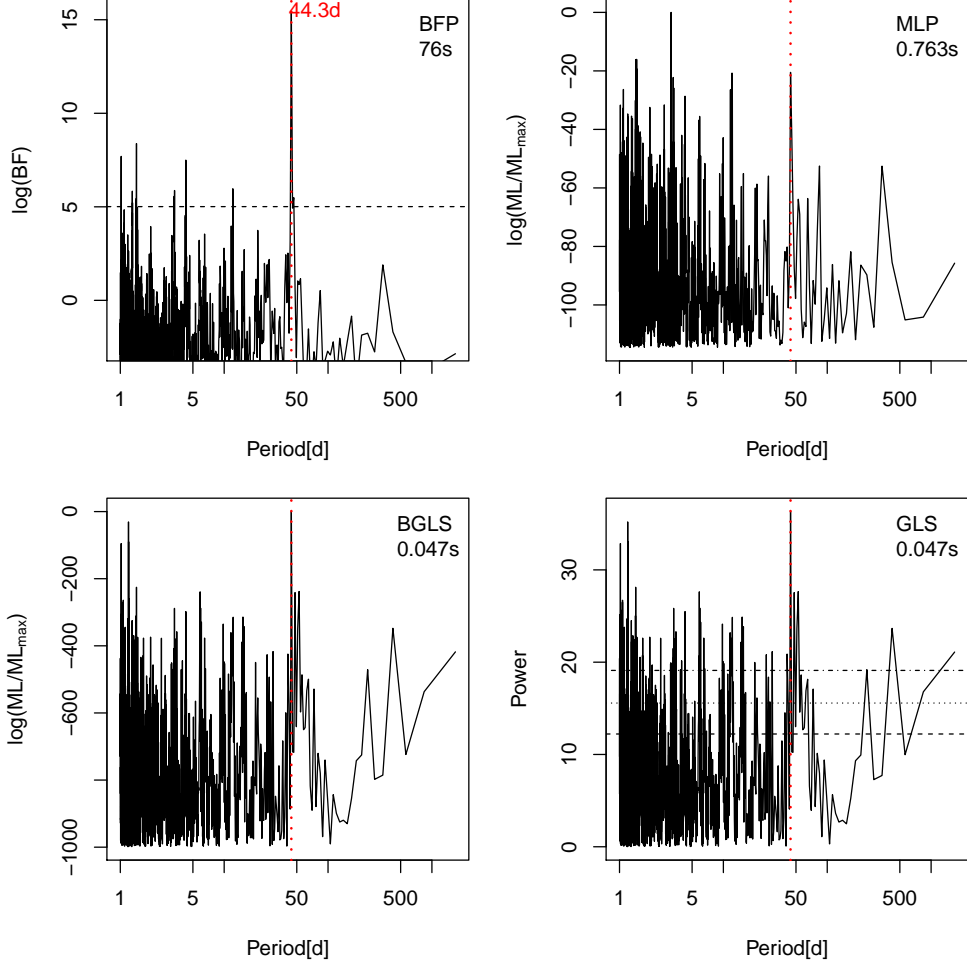 44.3d
BFP
76s
15
10
5
0
log(BF)
1
5
50
500
Period[d]
MLP
0.763s
0
−20
−40
−60
−80
−100
log(ML/MLmax)
1
5
50
500
Period[d]
BGLS
0.047s
0
−200
−400
−600
−1000
log(ML/MLmax)
1
5
50
500
Period[d]
GLS
0.047s
30
20
10
0
Power
1
5
50
500
Period[d]